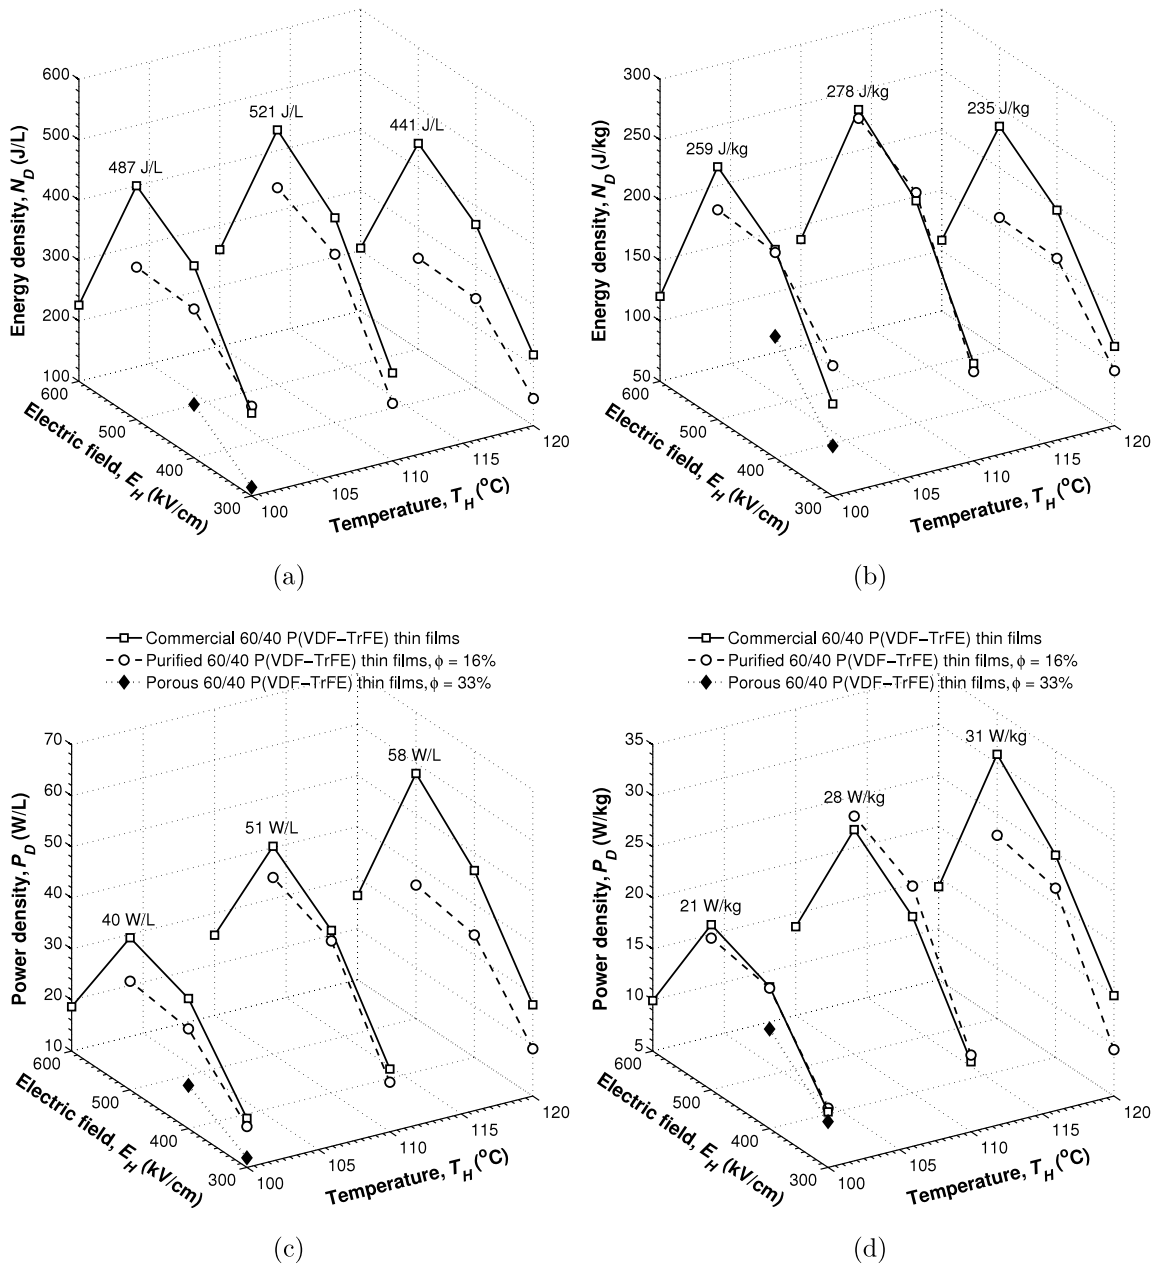 600
500
400
300
200
100
Energy density, N_D (J/L)
487 J/L
521 J/L
441 J/L
600
500
400
300
Electric field, E_H (kV/cm)
100
105
110
115
120
Temperature, T_H (°C)
(a)
300
250
200
150
100
50
Energy density, N_D (J/kg)
259 J/kg
278 J/kg
235 J/kg
600
500
400
300
Electric field, E_H (kV/cm)
100
105
110
115
120
Temperature, T_H (°C)
(b)
Commercial 60/40 P(VDF−TrFE) thin films
Purified 60/40 P(VDF−TrFE) thin films, ϕ = 16%
Porous 60/40 P(VDF−TrFE) thin films, ϕ = 33%
70
60
50
40
30
20
10
Power density, P_D (W/L)
40 W/L
51 W/L
58 W/L
600
500
400
300
Electric field, E_H (kV/cm)
100
105
110
115
120
Temperature, T_H (°C)
(c)
Commercial 60/40 P(VDF−TrFE) thin films
Purified 60/40 P(VDF−TrFE) thin films, ϕ = 16%
Porous 60/40 P(VDF−TrFE) thin films, ϕ = 33%
35
30
25
20
15
10
5
Power density, P_D (W/kg)
21 W/kg
28 W/kg
31 W/kg
600
500
400
300
Electric field, E_H (kV/cm)
100
105
110
115
120
Temperature, T_H (°C)
(d)